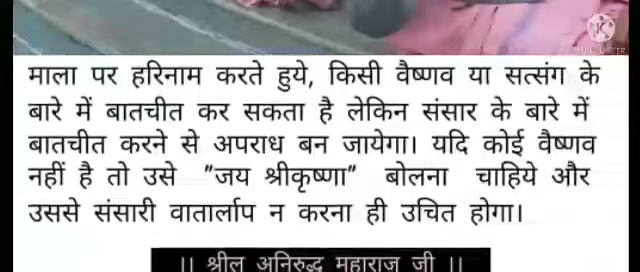 माला पर हरिनाम करते हुये, किसी वैष्णव या सत्संग के
बारे में बातचीत कर सकता है लेकिन संसार के बारे में
बातचीत करने से अपराध बन जायेगा। यदि कोई वैष्णव
नहीं है तो उसे "जय श्रीकृष्णा" बोलना चाहिये और
उससे संसारी वातार्लाप न करना ही उचित होगा।
|| श्रील अनिरुद्ध महाराज जी ||